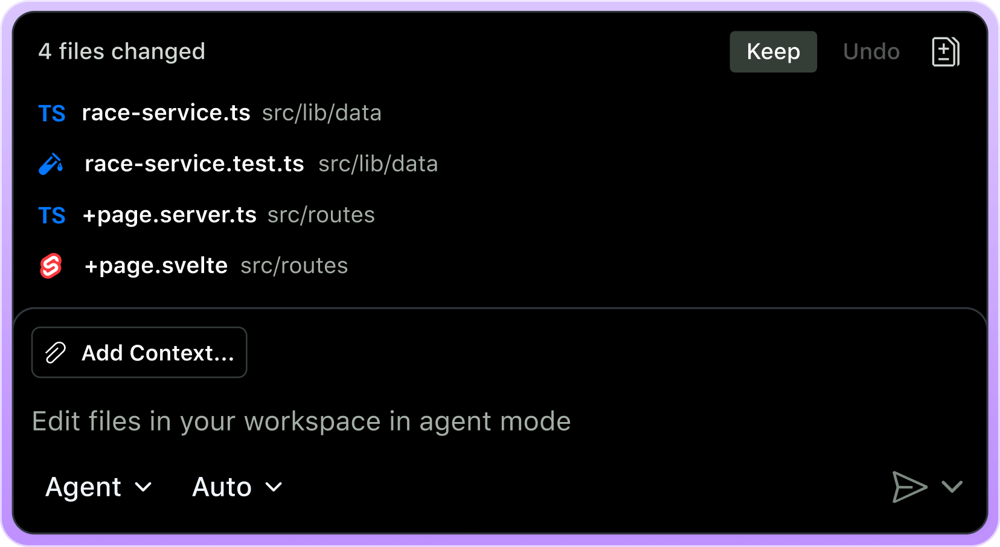 4 files changed Keep Undo
TS race-service.ts src/lib/data
race-service.test.ts src/lib/data
TS +page.server.ts src/routes
+page.svelte src/routes
Add Context...
Edit files in your workspace in agent mode
Agent Auto